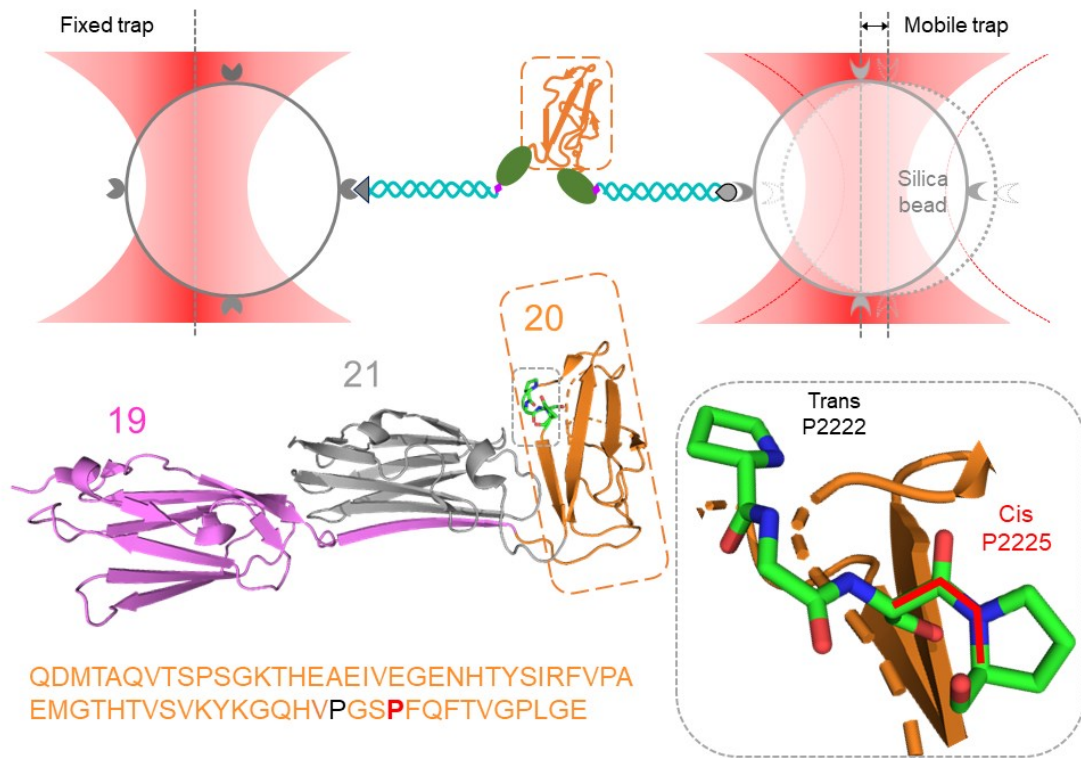 Fixed trap
Mobile trap
Silica
bead
20
21
19
Trans
P2222
Cis
P2225
QDMTAQVTSPSGKTHEAEIVEGENHTYSIRFVPA
EMGTHTVSVKYKGQHVPGSPFQFTVGPLGE